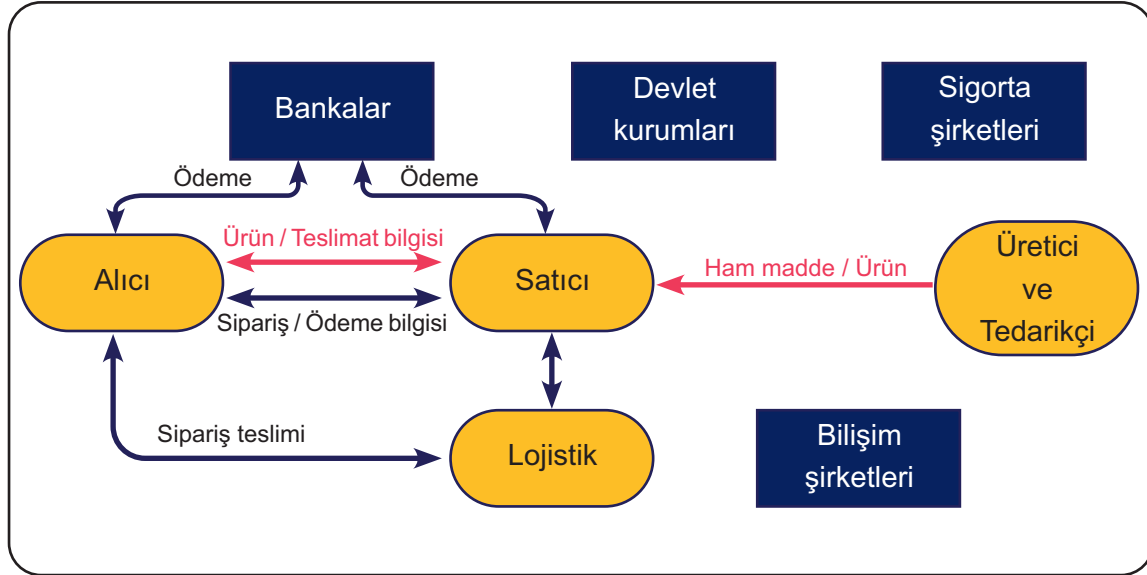 Bankalar
Devlet
kurumları
Sigorta
şirketleri
Ödeme
Ödeme
Alıcı
Ürün / Teslimat bilgisi
Sipariş / Ödeme bilgisi
Satıcı
Ham madde / Ürün
Üretici
ve
Tedarikçi
Sipariş teslimi
Lojistik
Bilişim
şirketleri